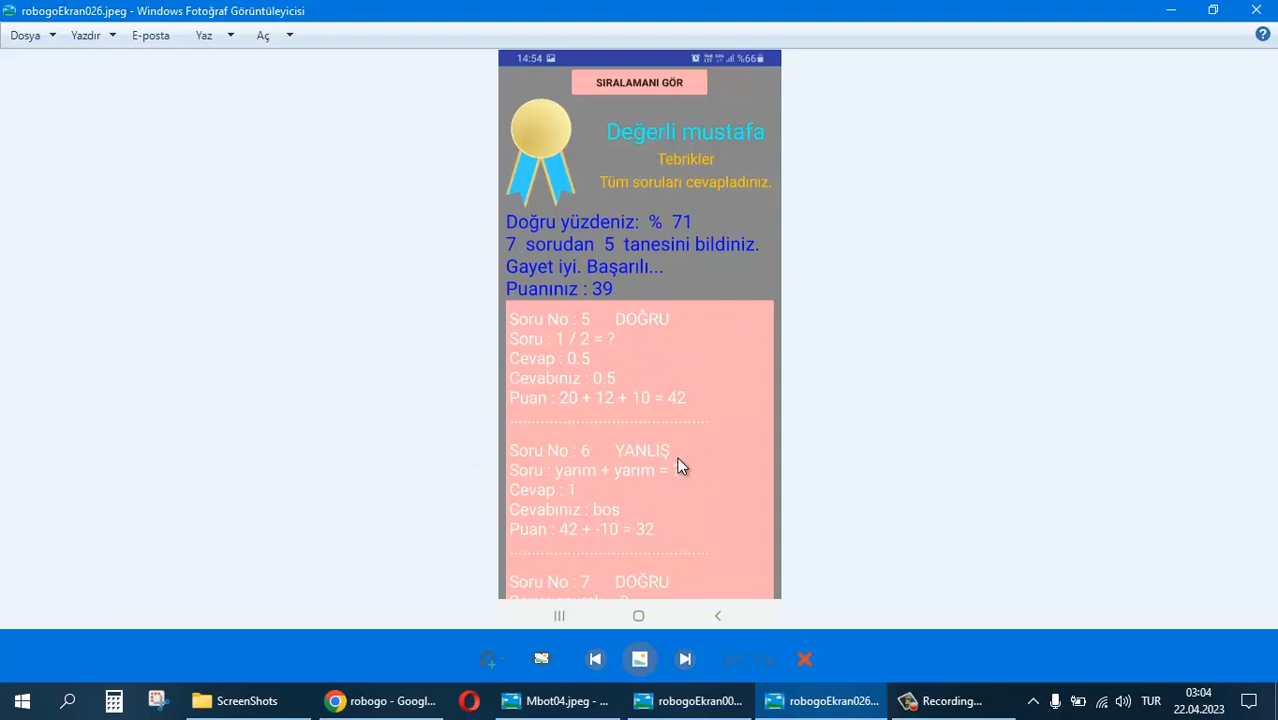 robogoEkran026.jpeg - Windows Fotoğraf Görüntüleyicisi
Dosya Yazdır E-posta Yaz Aç
14:54 %66
SIRALAMANI GÖR
Değerli mustafa
Tebrikler
Tüm soruları cevapladınız.
Doğru yüzdeniz: % 71
7 sorudan 5 tanesini bildiniz.
Gayet iyi. Başarılı...
Puanınız : 39
Soru No : 5 DOĞRU
Soru : 1 / 2 = ?
Cevap : 0.5
Cevabınız : 0.5
Puan : 20 + 12 + 10 = 42
Soru No : 6 YANLIŞ
Soru : yarım + yarım =
Cevap : 1
Cevabınız : bos
Puan : 42 + -10 = 32
Soru No : 7 DOĞRU
ScreenShots
robogo - Googl...
Mbot04.jpeg - ...
robogoEkran00...
robogoEkran026...
Recording...
TUR
03:04
22.04.2023